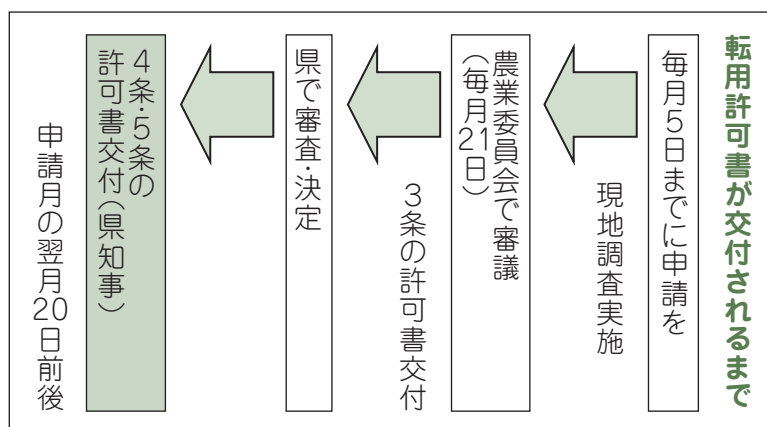 転用許可書が交付されるまで
毎月5日までに申請を
現地調査実施
農業委員会で審議
(毎月21日)
3条の許可書交付
県で審査・決定
4条・5条の
許可書交付(県知事)
申請月の翌月20日前後